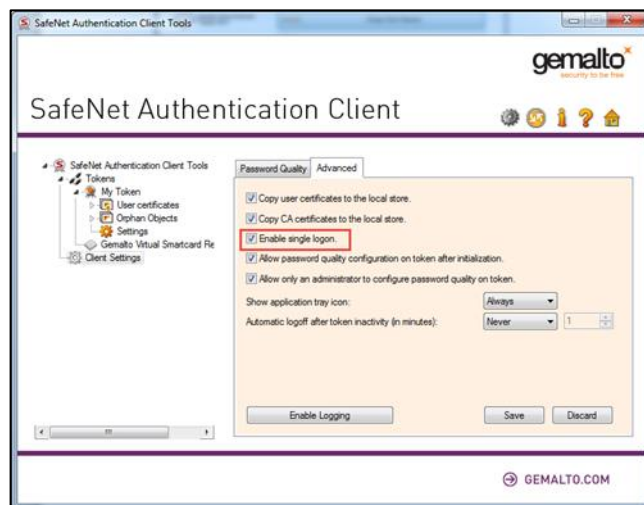 SafeNet Authentication Client Tools
gemalto
security to be free
SafeNet Authentication Client
SafeNet Authentication Client Tools
Tokens
My Token
User certificates
Orphan Objects
Settings
Gemalto Virtual Smartcard Re
Client Settings
Password Quality
Advanced
Copy user certificates to the local store.
Copy CA certificates to the local store.
Enable single logon.
Allow password quality configuration on token after initialization.
Allow only an administrator to configure password quality on token.
Show application tray icon: Always
Automatic logoff after token inactivity (in minutes): Never 1
Enable Logging Save Discard
GEMALTO.COM